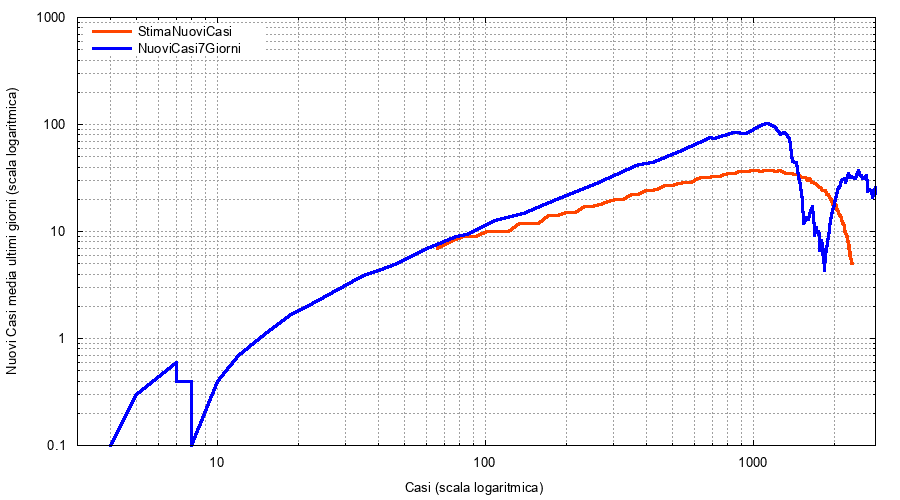 1000
StimaNuoviCasi
NuoviCasi7Giorni
100
10
1
0.1
Nuovi Casi media ultimi giorni (scala logaritmica)
10
100
1000
Casi (scala logaritmica)